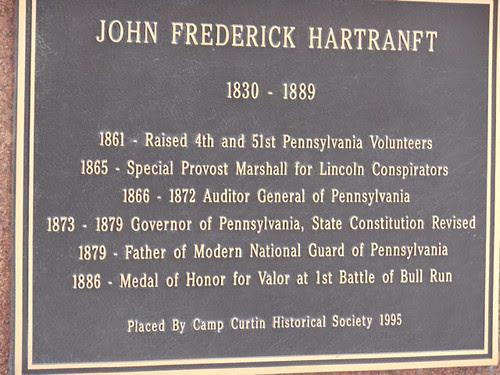 JOHN FREDERICK HARTRANFT
1830 - 1889
1861 - Raised 4th and 51st Pennsylvania Volunteers
1865 - Special Provost Marshall for Lincoln Conspirators
1866 - 1872 Auditor General of Pennsylvania
1873 - 1879 Governor of Pennsylvania, State Constitution Revised
1879 - Father of Modern National Guard of Pennsylvania
1886 - Medal of Honor for Valor at 1st Battle of Bull Run
Placed By Camp Curtin Historical Society 1995